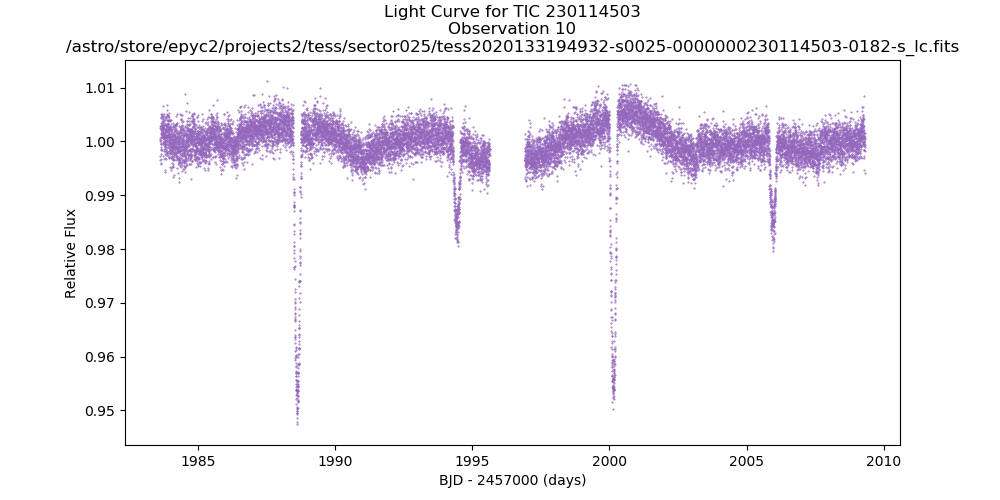 Light Curve for TIC 230114503
Observation 10
/astro/store/epyc2/projects2/tess/sector025/tess2020133194932-s0025-0000000230114503-0182-s_lc.fits
1.01
1.00
0.99
0.98
0.97
0.96
0.95
Relative Flux
1985
1990
1995
2000
2005
2010
BJD - 2457000 (days)